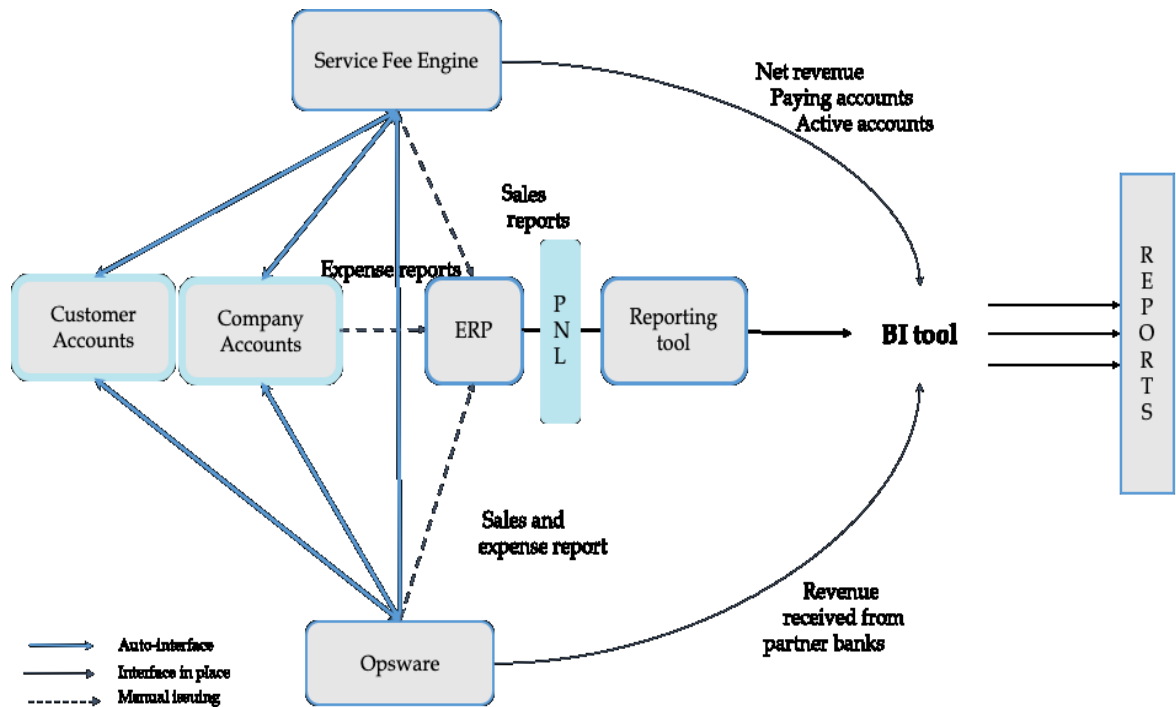 Service Fee Engine
Net revenue
Paying accounts
Active accounts
Sales
reports
Expense reports
Customer
Accounts
Company
Accounts
ERP
P
N
L
Reporting
tool
BI tool
R
E
P
O
R
T
S
Sales and
expense report
Revenue
received from
partner banks
Opsware
Auto-interface
Interface in place
Manual issuing